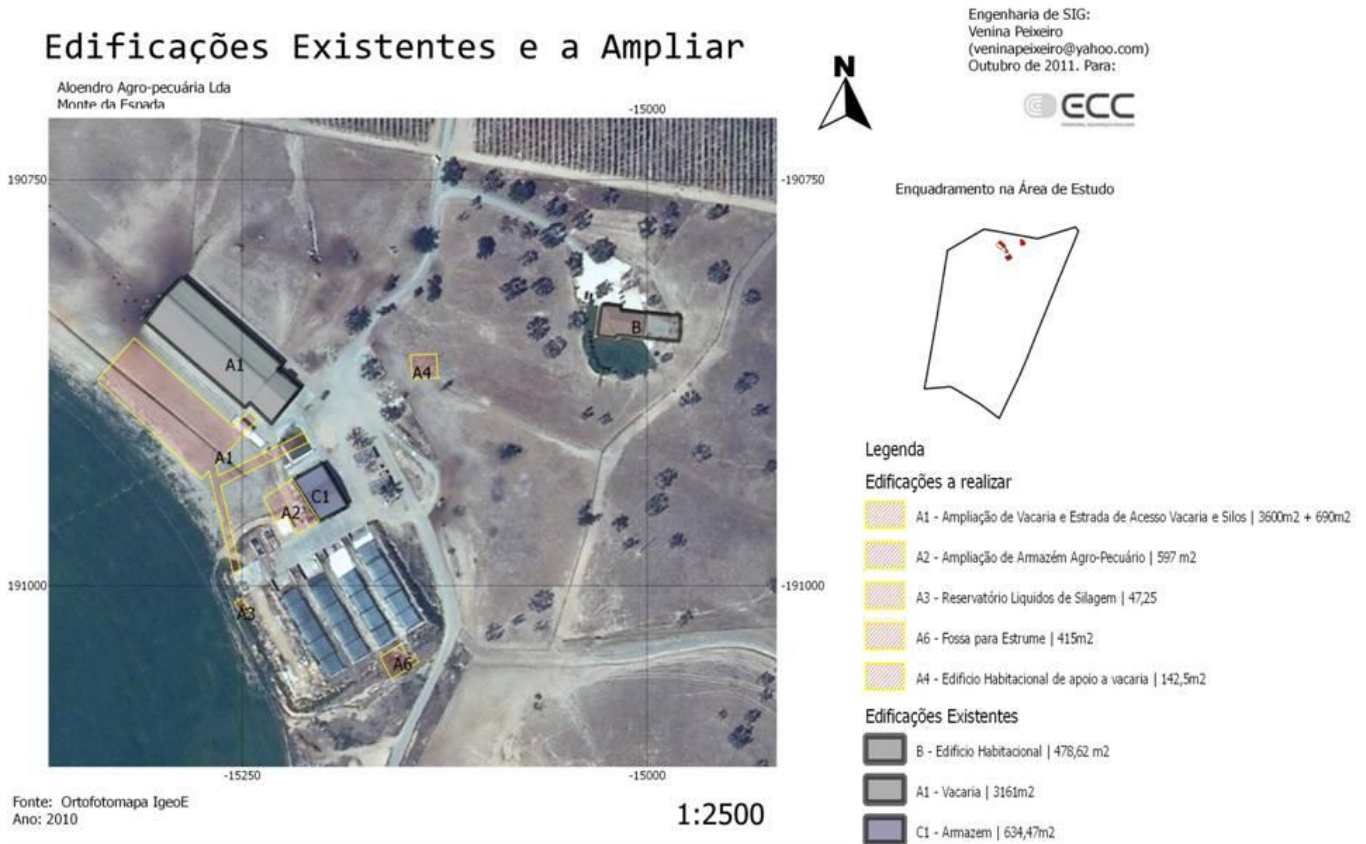 Edificações Existentes e a Ampliar
Aloendro Agro-pecuária Lda
Monte da Espada
Engenharia de SIG:
Venina Peixeiro
(veninapeixeiro@yahoo.com)
Outubro de 2011. Para:
N
ECC
-15000
190750
-190750
Enquadramento na Área de Estudo
A1
B
A4
A1
C1
A2
191000
-191000
A3
A6
-15250
-15000
Legenda
Edificações a realizar
A1 - Ampliação de Vacaria e Estrada de Acesso Vacaria e Silos | 3600m2 + 690m2
A2 - Ampliação de Armazém Agro-Pecuário | 597 m2
A3 - Reservatório Liquidos de Silagem | 47,25
A6 - Fossa para Estrume | 415m2
A4 - Edificio Habitacional de apoio a vacaria | 142,5m2
Edificações Existentes
B - Edificio Habitacional | 478,62 m2
A1 - Vacaria | 3161m2
C1 - Armazem | 634,47m2
Fonte: Ortofotomapa IgeoE
Ano: 2010
1:2500